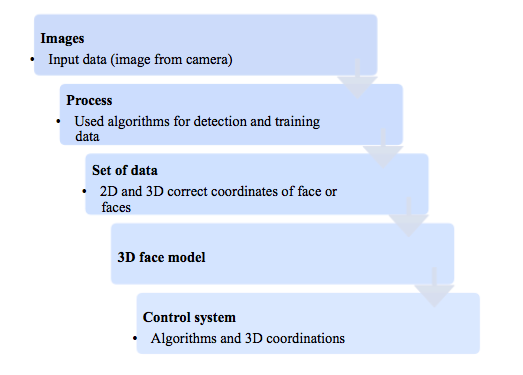 Images
• Input data (image from camera)
Process
• Used algorithms for detection and training
data
Set of data
• 2D and 3D correct coordinates of face or
faces
3D face model
Control system
• Algorithms and 3D coordinations